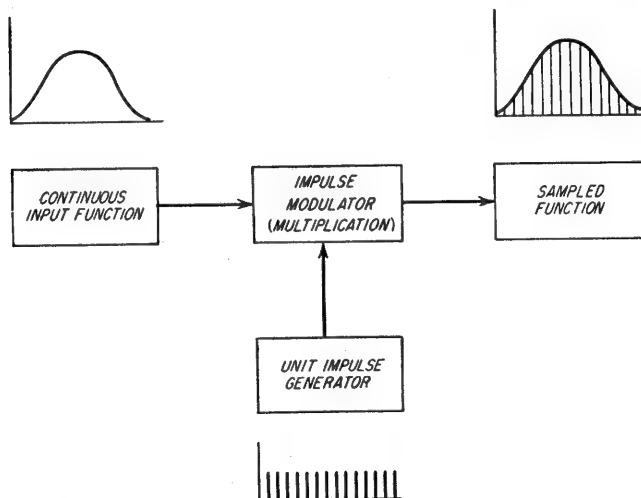 CONTINUOUS
INPUT FUNCTION
IMPULSE
MODULATOR
(MULTIPLICATION)
SAMPLED
FUNCTION
UNIT IMPULSE
GENERATOR